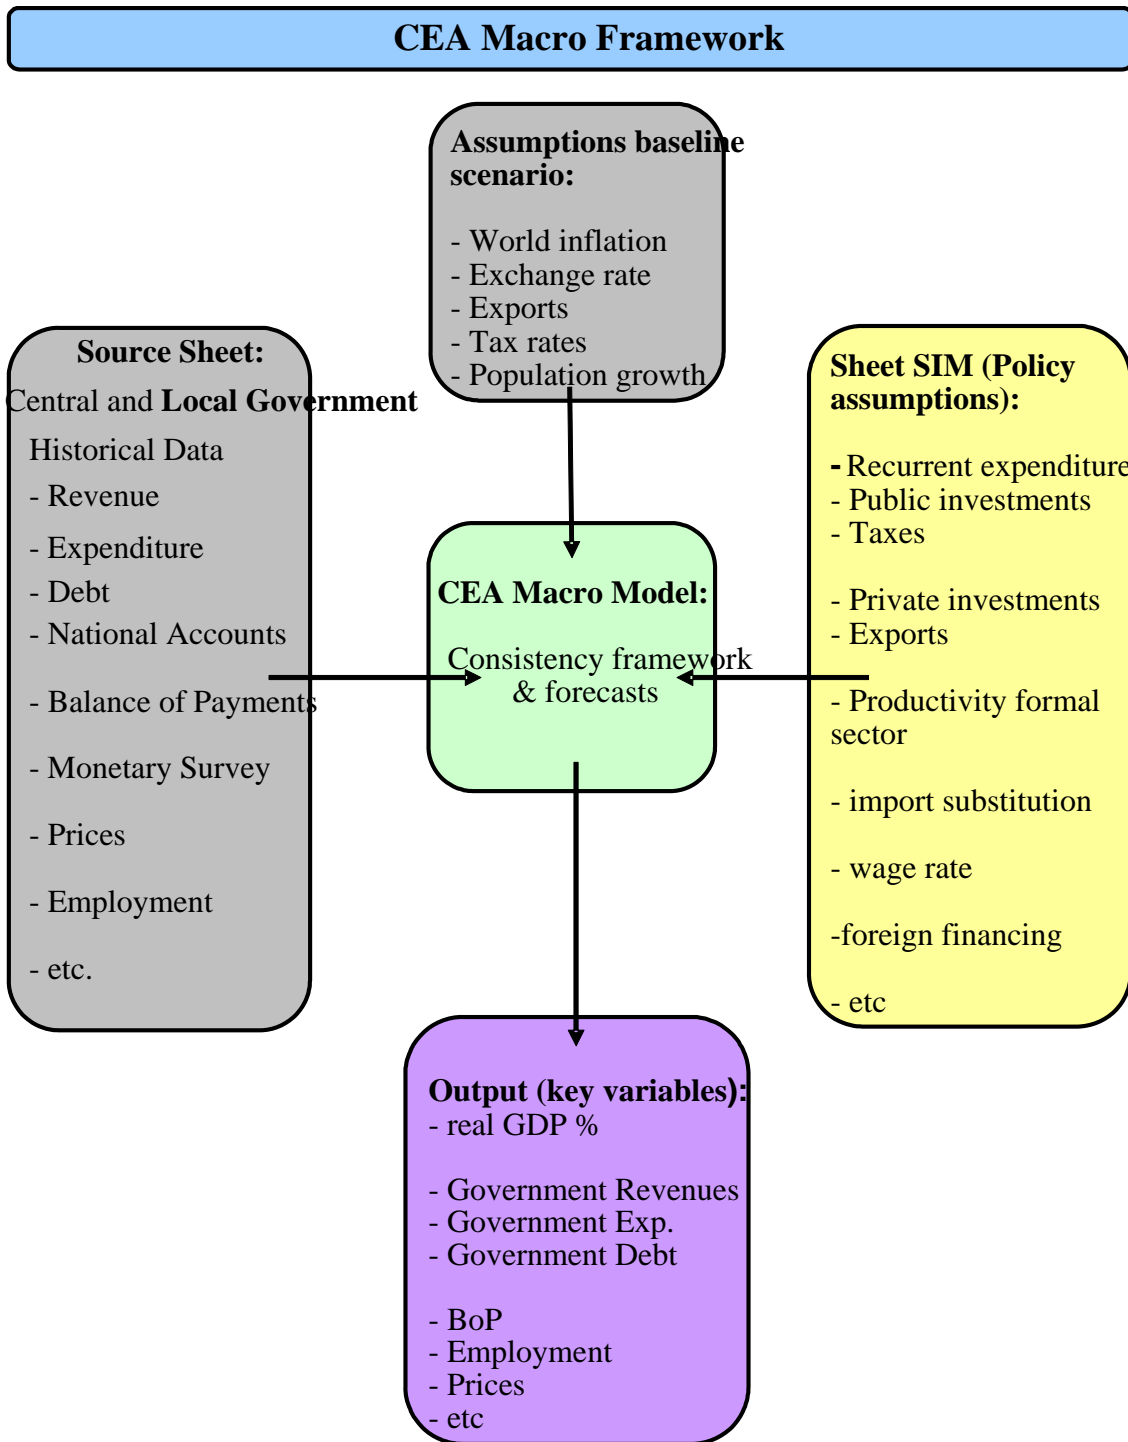 CEA Macro Framework
Assumptions baseline
scenario:
- World inflation
- Exchange rate
- Exports
- Tax rates
- Population growth
Source Sheet:
Central and Local Government
Historical Data
- Revenue
- Expenditure
- Debt
- National Accounts
- Balance of Payments
- Monetary Survey
- Prices
- Employment
- etc.
CEA Macro Model:
Consistency framework
& forecasts
Sheet SIM (Policy
assumptions):
- Recurrent expenditure
- Public investments
- Taxes
- Private investments
- Exports
- Productivity formal
sector
- import substitution
- wage rate
-foreign financing
- etc
Output (key variables):
- real GDP %
- Government Revenues
- Government Exp.
- Government Debt
- BoP
- Employment
- Prices
- etc